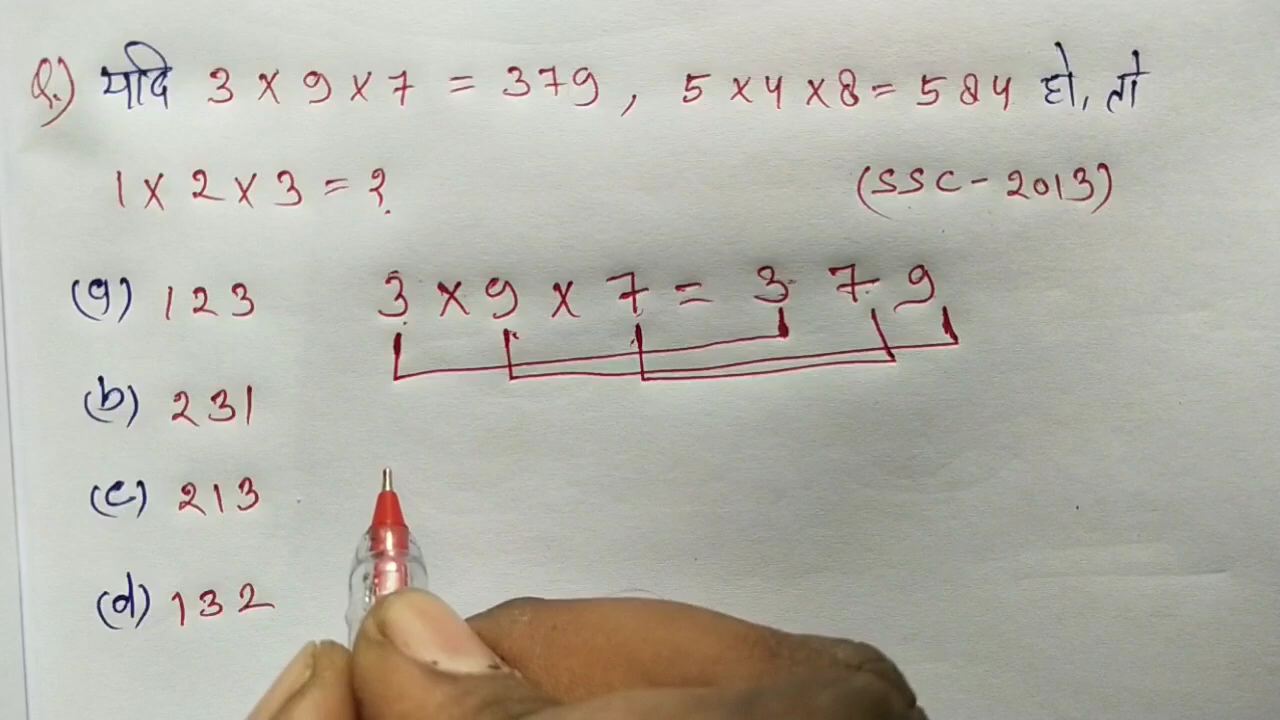 Q.) यदि 3 × 9 × 7 = 379, 5 × 4 × 8 = 584 हो, तो
1 × 2 × 3 = ?
(SSC - 2013)
(a) 123
3 × 9 × 7 = 3 7 9
(b) 231
(c) 213
(d) 132